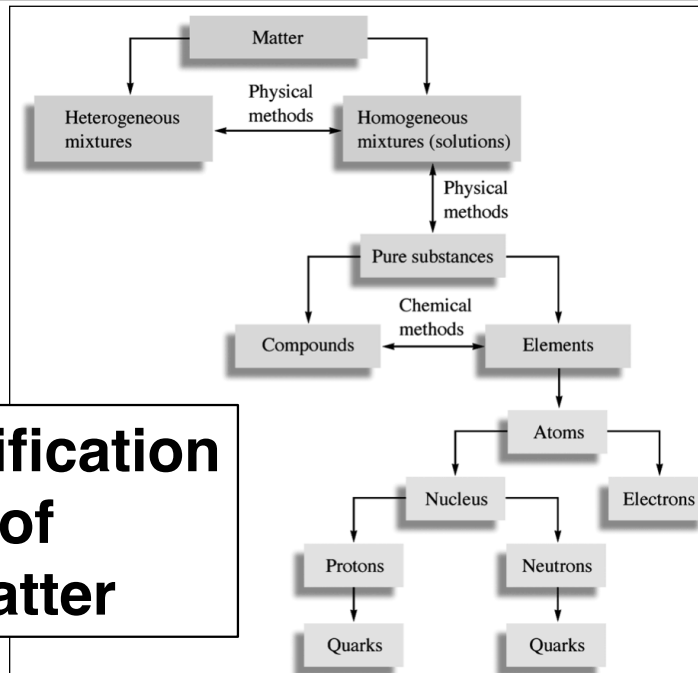 Matter
Physical
methods
Heterogeneous
mixtures
Homogeneous
mixtures (solutions)
Physical
methods
Pure substances
Chemical
methods
Compounds
Elements
Atoms
Nucleus
Electrons
Protons
Neutrons
Quarks
Quarks
ification
of
atter